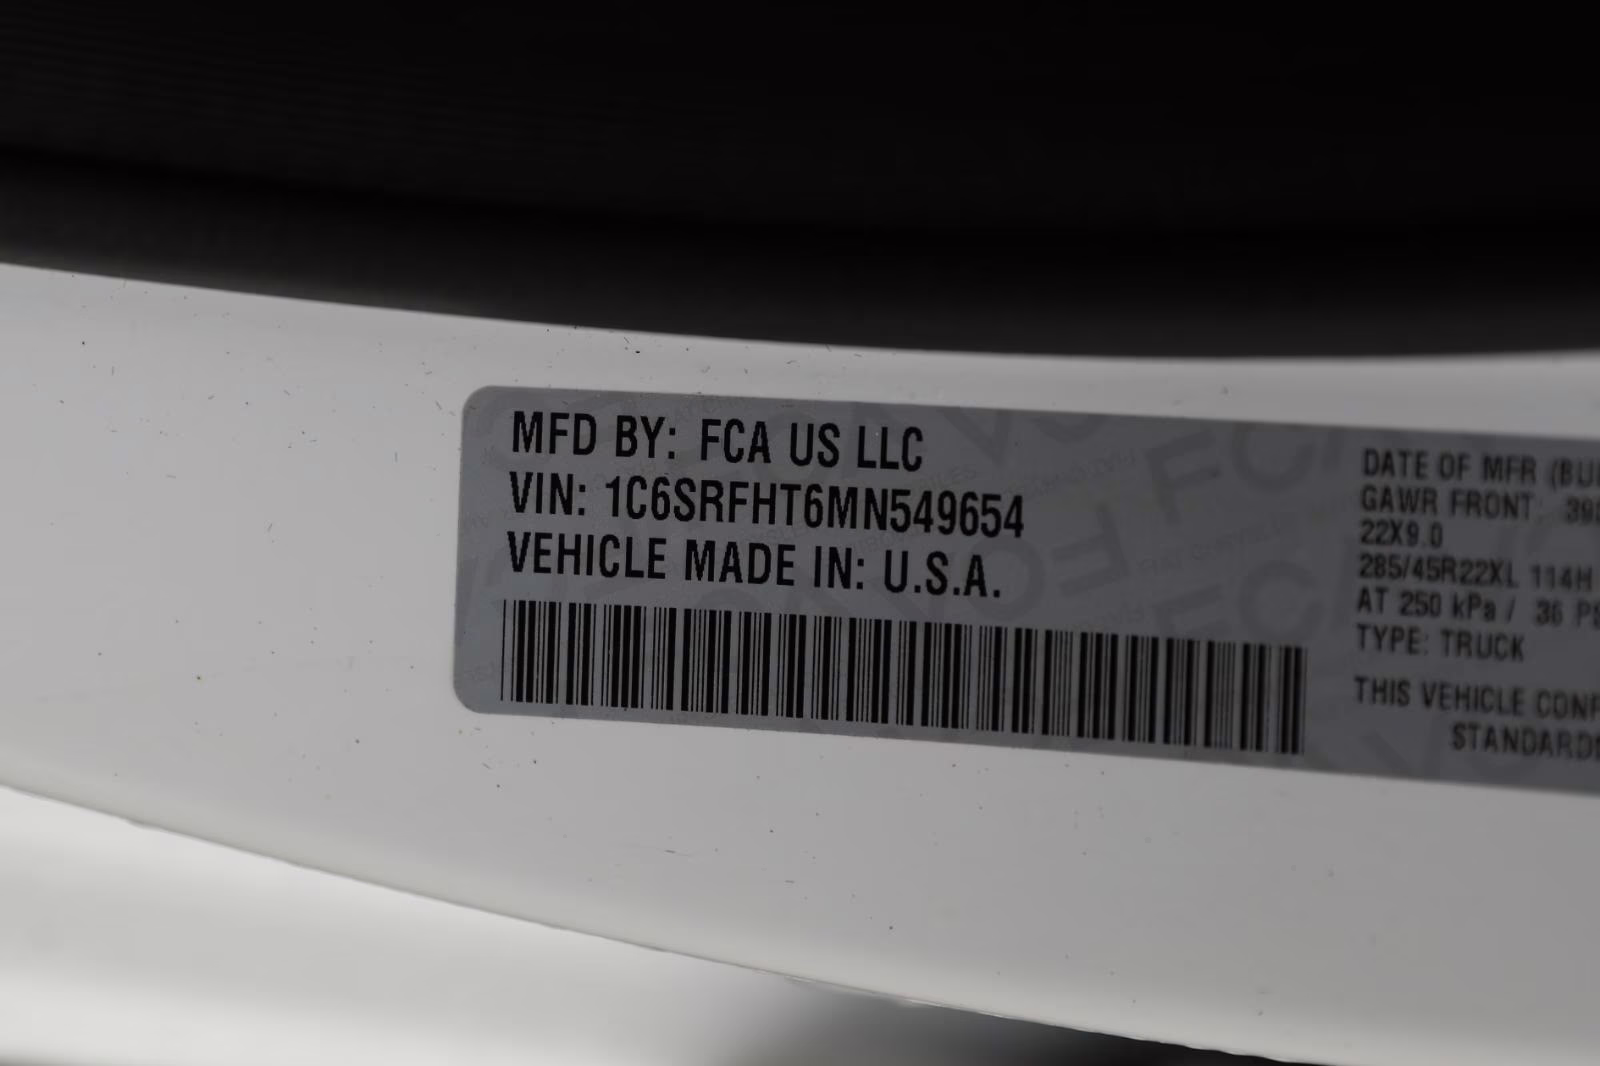 MFD BY: FCA US LLC
VIN: 1C6SRFHT6MN549654
VEHICLE MADE IN: U.S.A.
DATE OF MFR
GAWR FRONT:
22X9.0
285/45R22XL 114H
AT 250 kPa / 36
TYPE: TRUCK
THIS VEHICLE